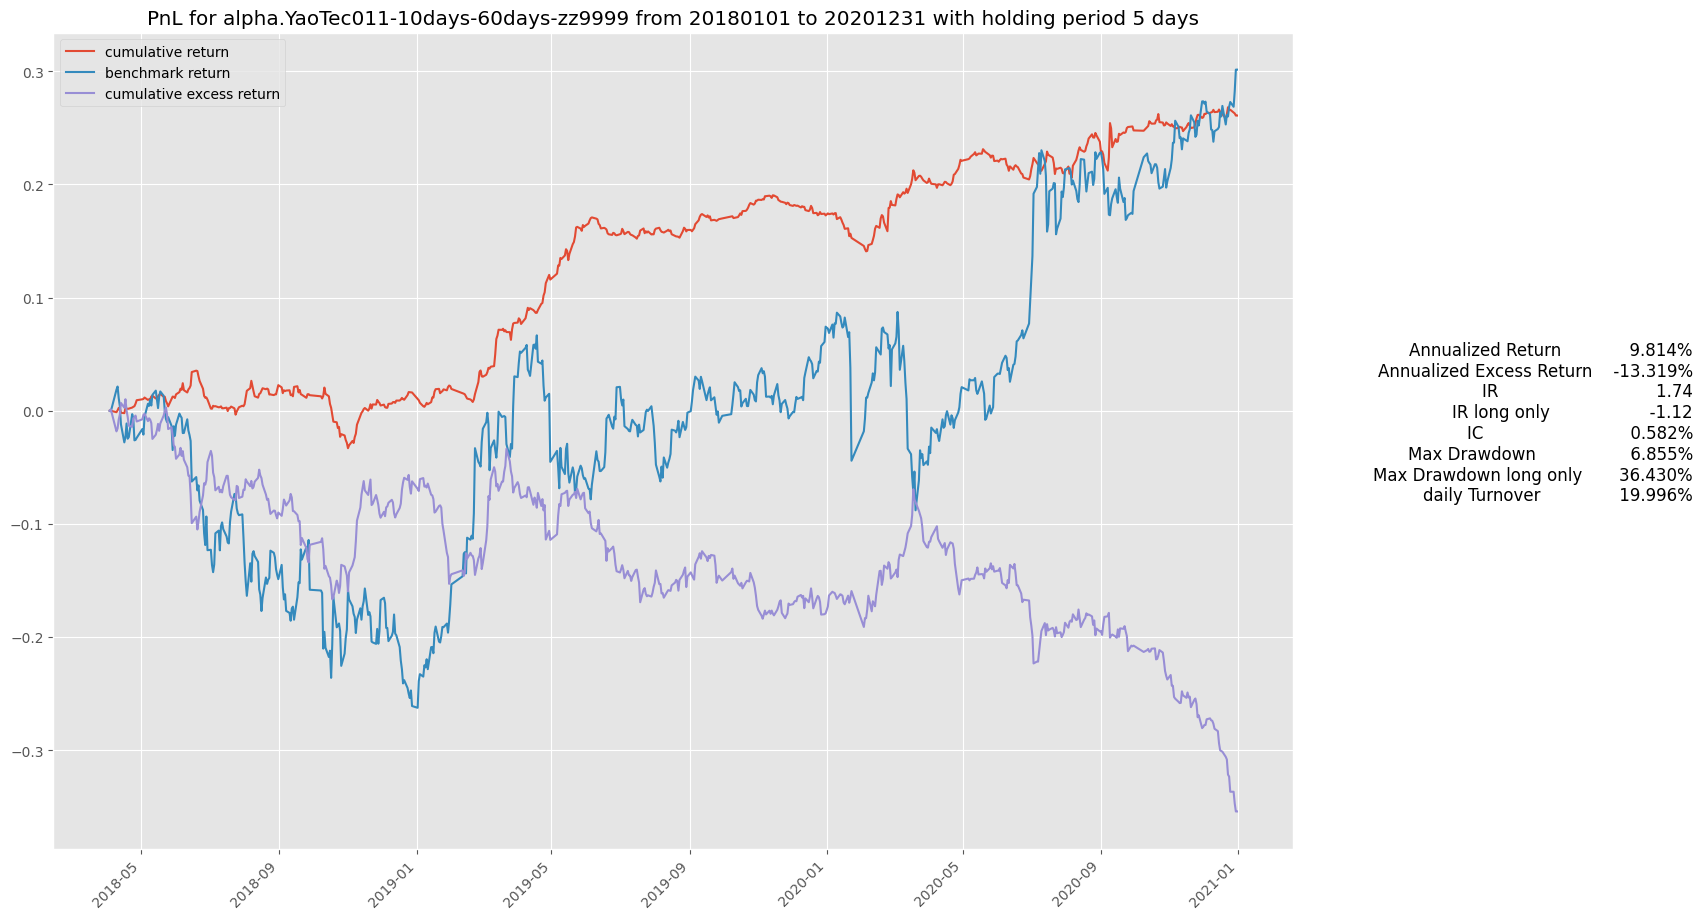 PnL for alpha.YaoTec011-10days-60days-zz9999 from 20180101 to 20201231 with holding period 5 days
cumulative return
benchmark return
cumulative excess return
0.3
0.2
0.1
0.0
−0.1
−0.2
−0.3
2018-05
2018-09
2019-01
2019-05
2019-09
2020-01
2020-05
2020-09
2021-01
Annualized Return 9.814%
Annualized Excess Return -13.319%
IR 1.74
IR long only -1.12
IC 0.582%
Max Drawdown 6.855%
Max Drawdown long only 36.430%
daily Turnover 19.996%